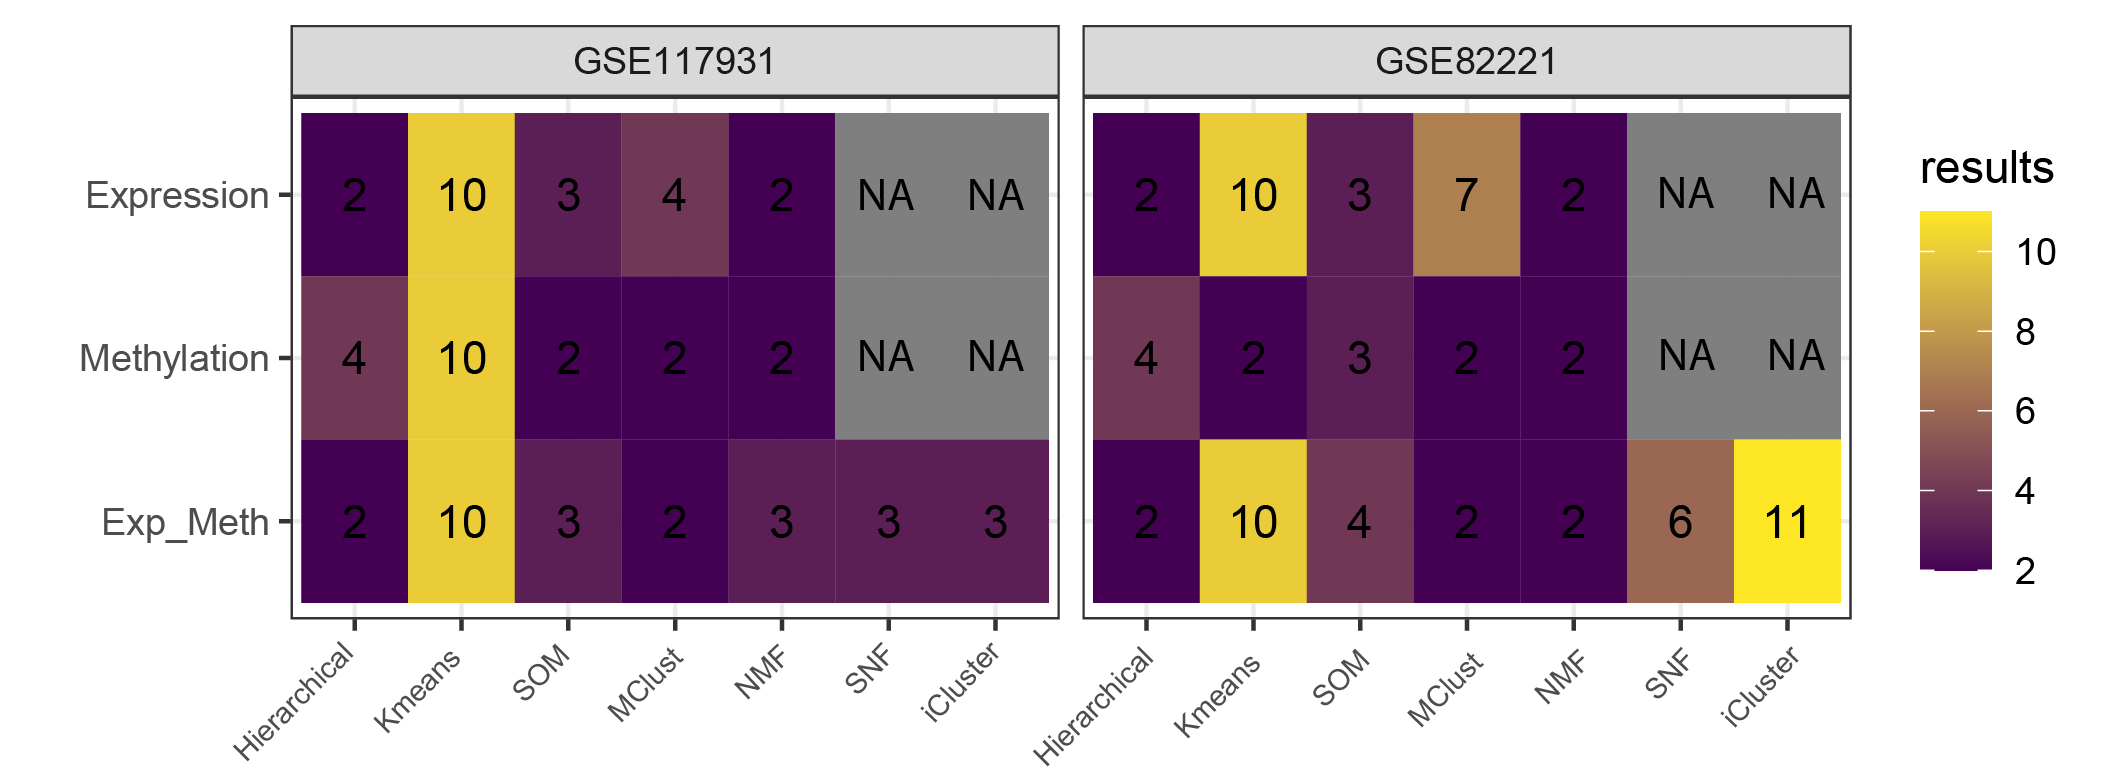 GSE117931 GSE82221
results
Expression 2 10 3 4 2 NA NA 2 10 3 7 2 NA NA
Methylation 4 10 2 2 2 NA NA 4 2 3 2 2 NA NA
Exp_Meth 2 10 3 2 3 3 3 2 10 4 2 2 6 11
10
8
6
4
2
Hierarchical Kmeans SOM MClust NMF SNF iCluster Hierarchical Kmeans SOM MClust NMF SNF iCluster